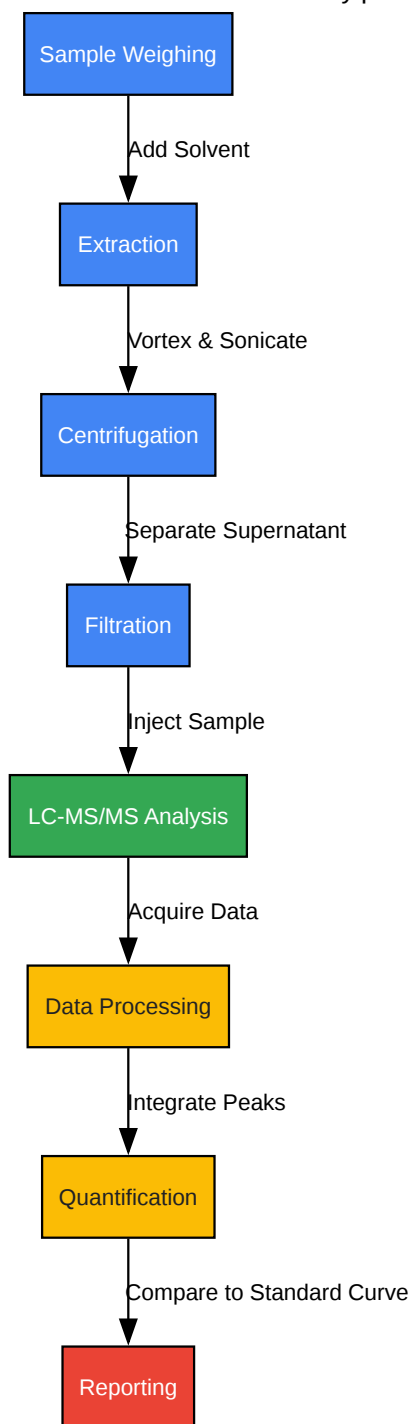 Sample Weighing
Add Solvent
Extraction
Vortex & Sonicate
Centrifugation
Separate Supernatant
Filtration
Inject Sample
LC-MS/MS Analysis
Acquire Data
Data Processing
Integrate Peaks
Quantification
Compare to Standard Curve
Reporting